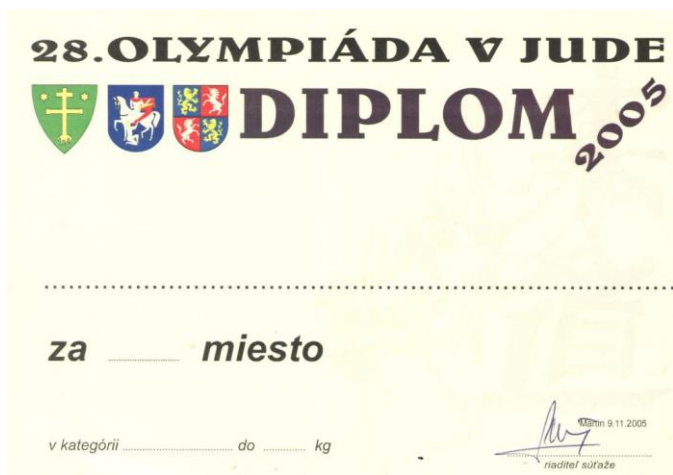 28.OLYMPIÁDA V JUDE
DIPLOM 2005
za ........ miesto
v kategórii ........ do ........ kg
Martin 9.11.2005
riaditeľ súťaže